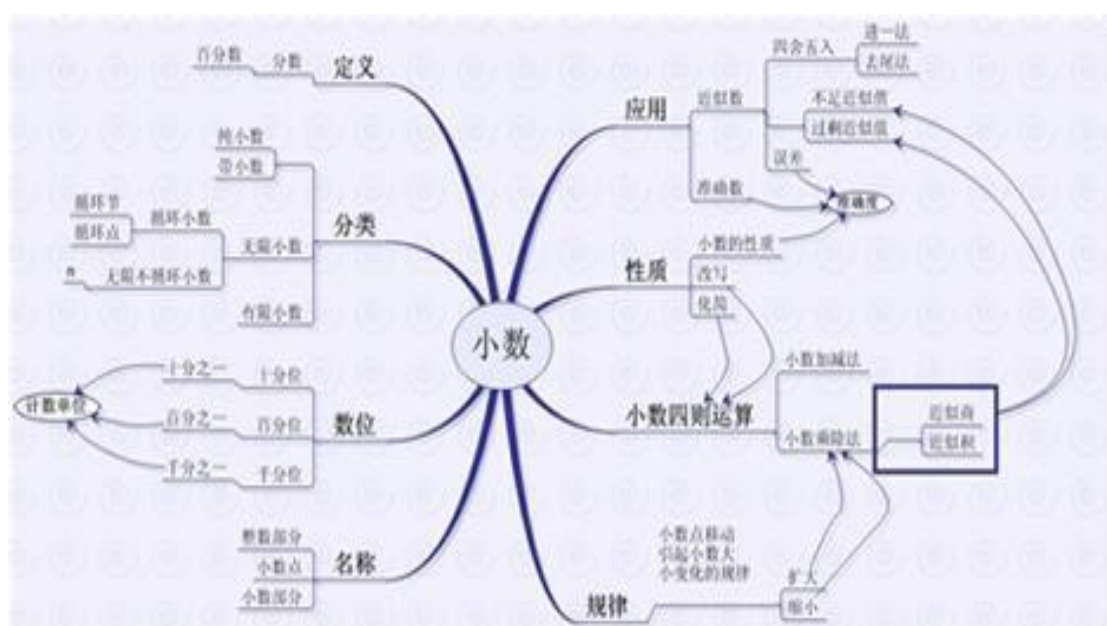 小数
定义
分数
百分数
分类
纯小数
带小数
无限小数
循环小数
循环节
循环点
无限不循环小数
有限小数
数位
十分位
十分之一
百分位
百分之一
千分位
千分之一
计数单位
名称
整数部分
小数点
小数部分
应用
近似数
四舍五入
进一法
去尾法
不足近似值
过剩近似值
误差
准确数
准确度
性质
小数的性质
改写
化简
小数四则运算
小数加减法
小数乘除法
近似商
近似积
规律
小数点移动
引起小数大
小变化的规律
扩大
缩小